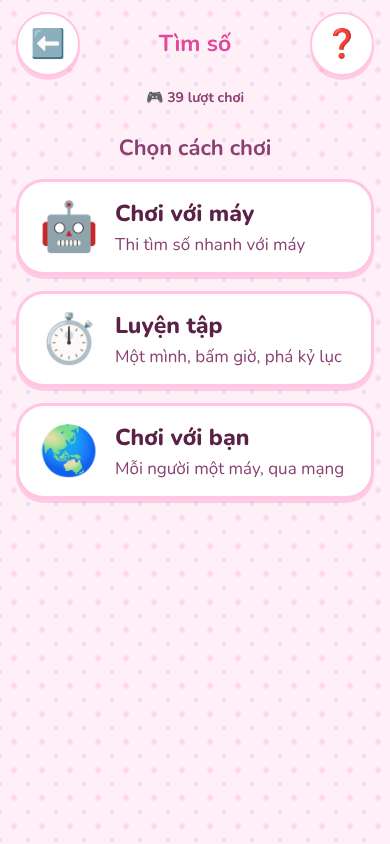 Tìm số
39 lượt chơi
Chọn cách chơi
Chơi với máy
Thi tìm số nhanh với máy
Luyện tập
Một mình, bấm giờ, phá kỷ lục
Chơi với bạn
Mỗi người một máy, qua mạng